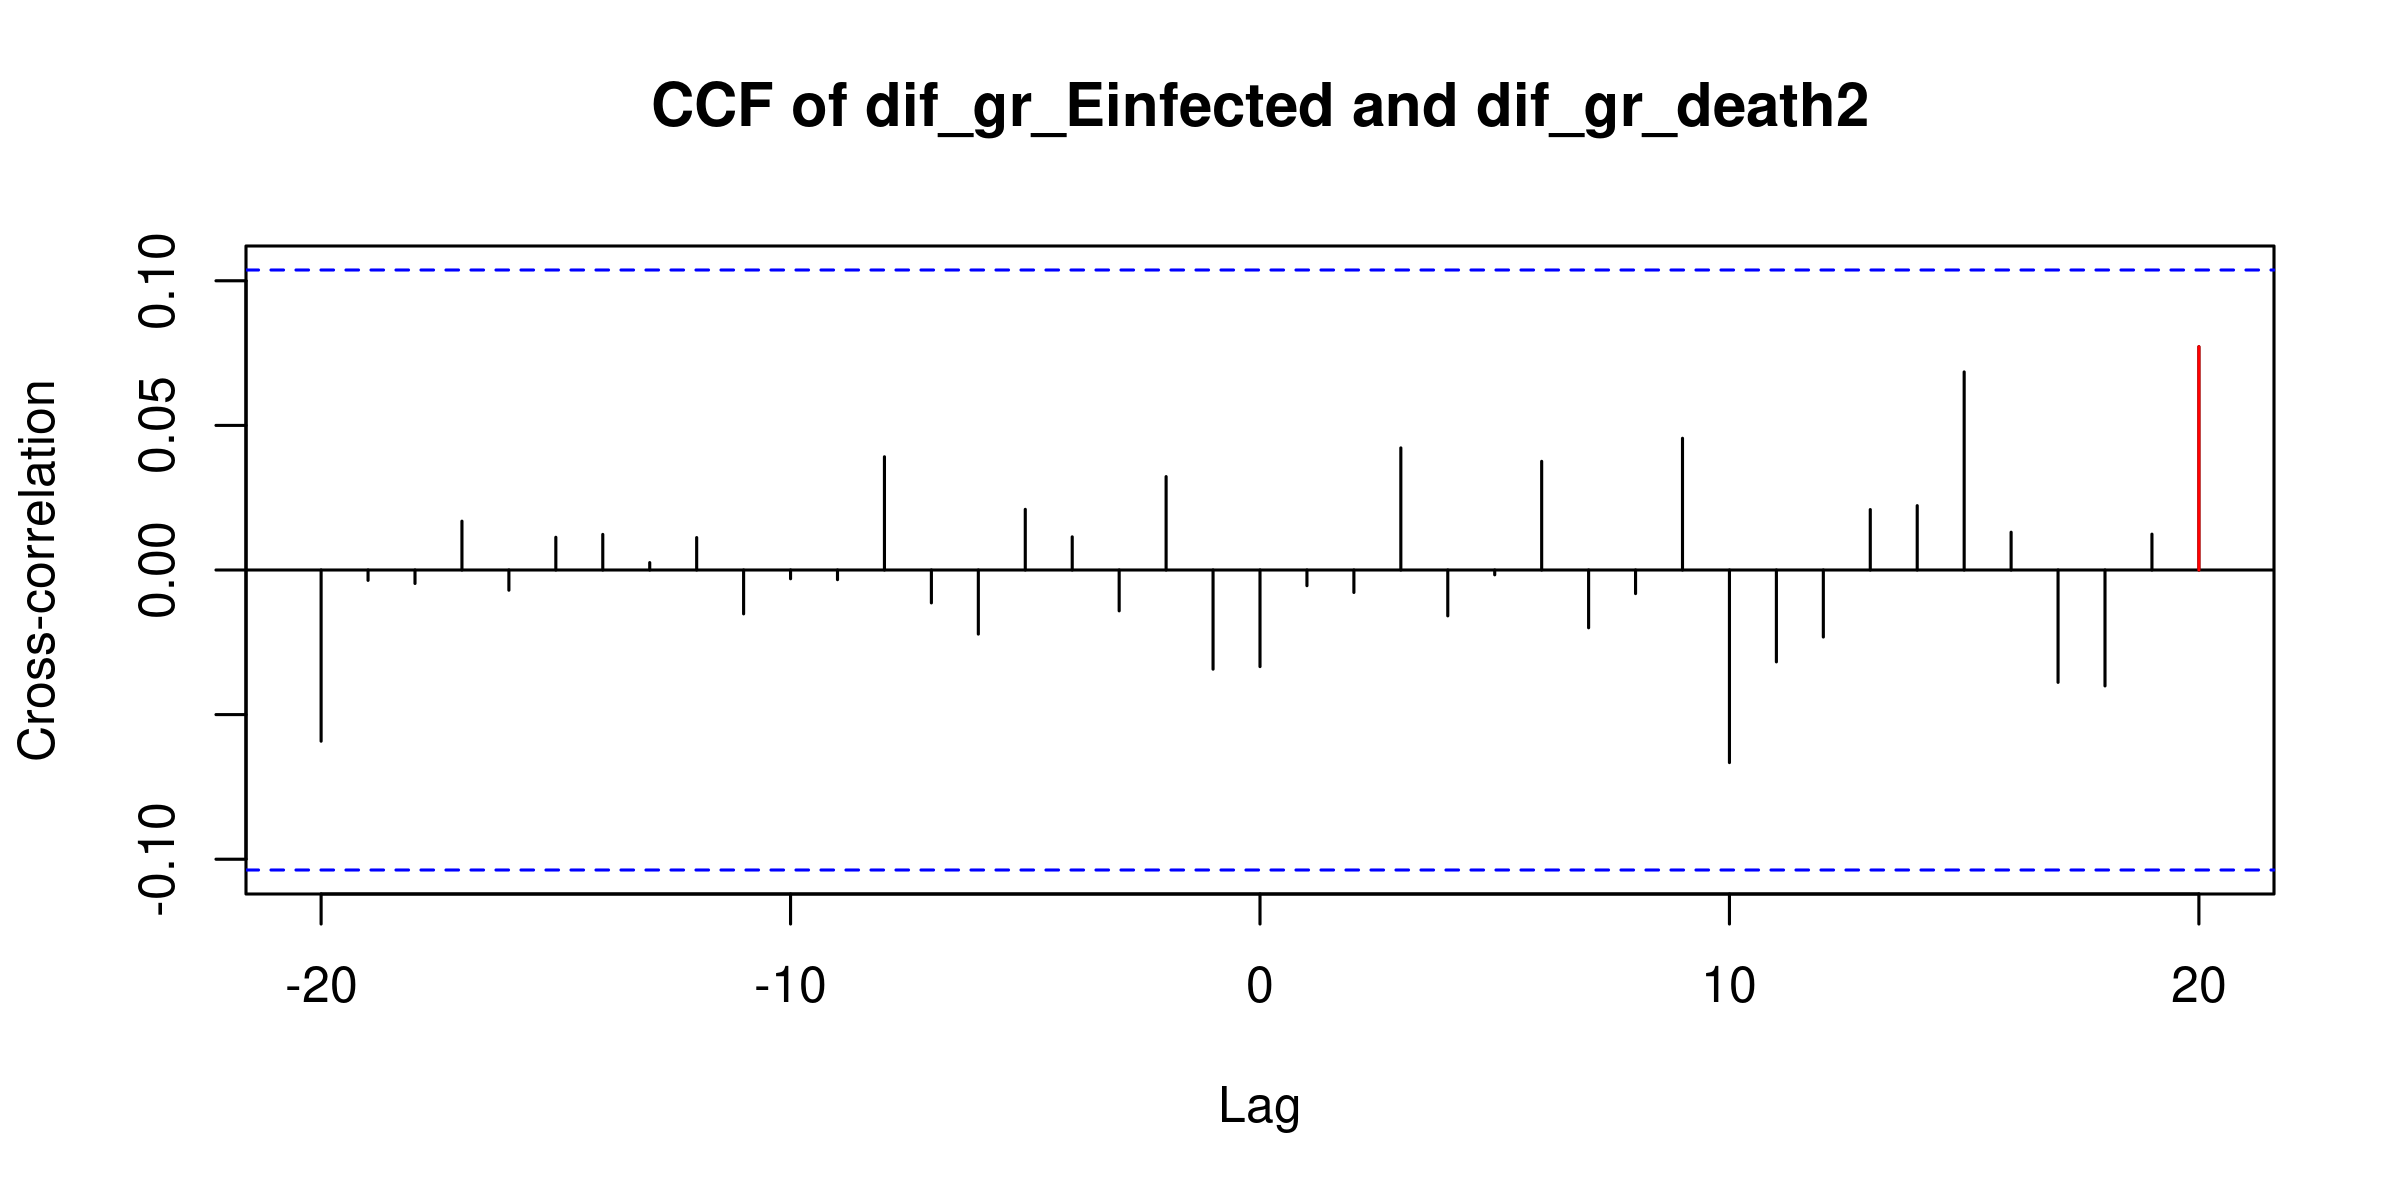 CCF of dif_gr_Einfected and dif_gr_death2
Cross-correlation
0.10
0.05
0.00
-0.10
-20 -10 0 10 20
Lag